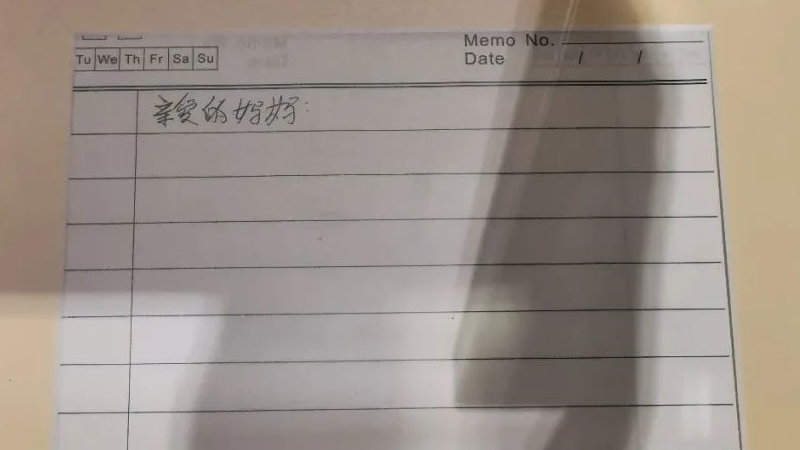 Memo No.
Tu We Th Fr Sa Su
Date / /
亲爱的妈妈: